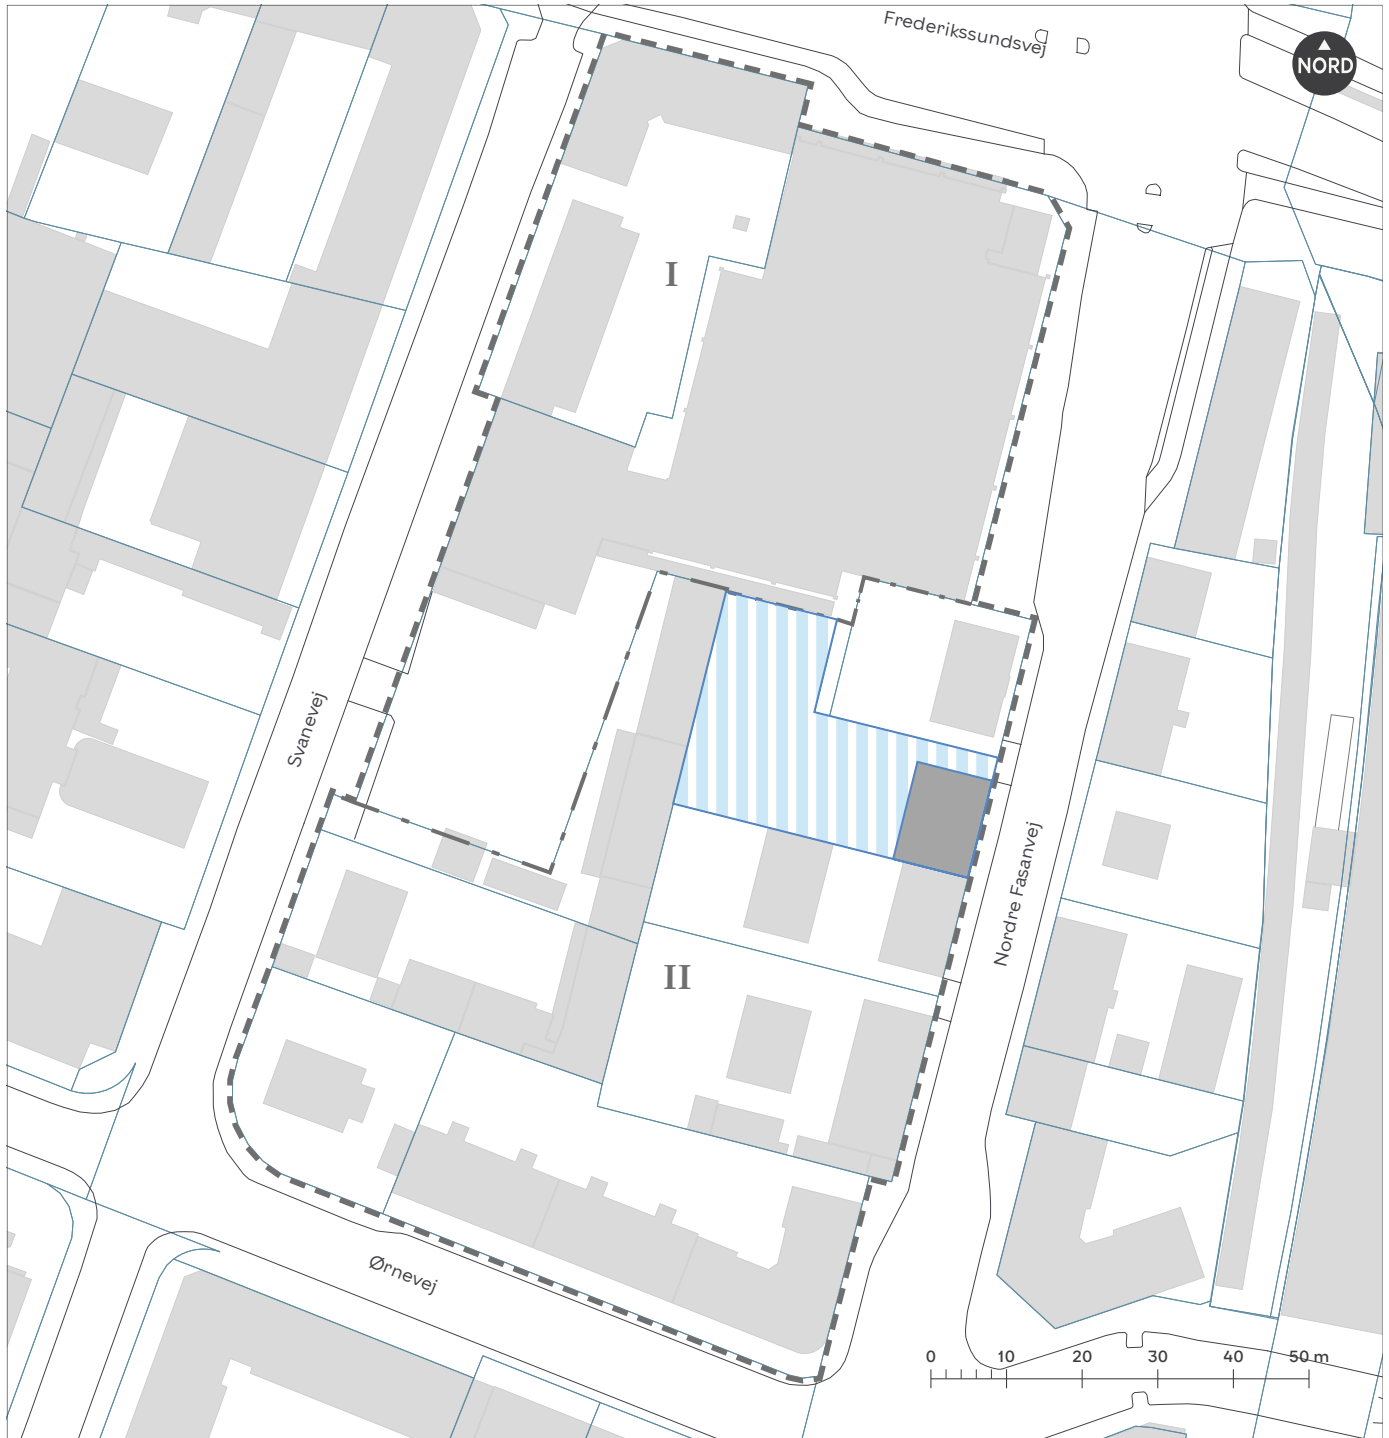 Frederikssundsvej
NORD
I
Svanevej
Nordre Fasanvej
II
Ørnevej
0 10 20 30 40 50 m